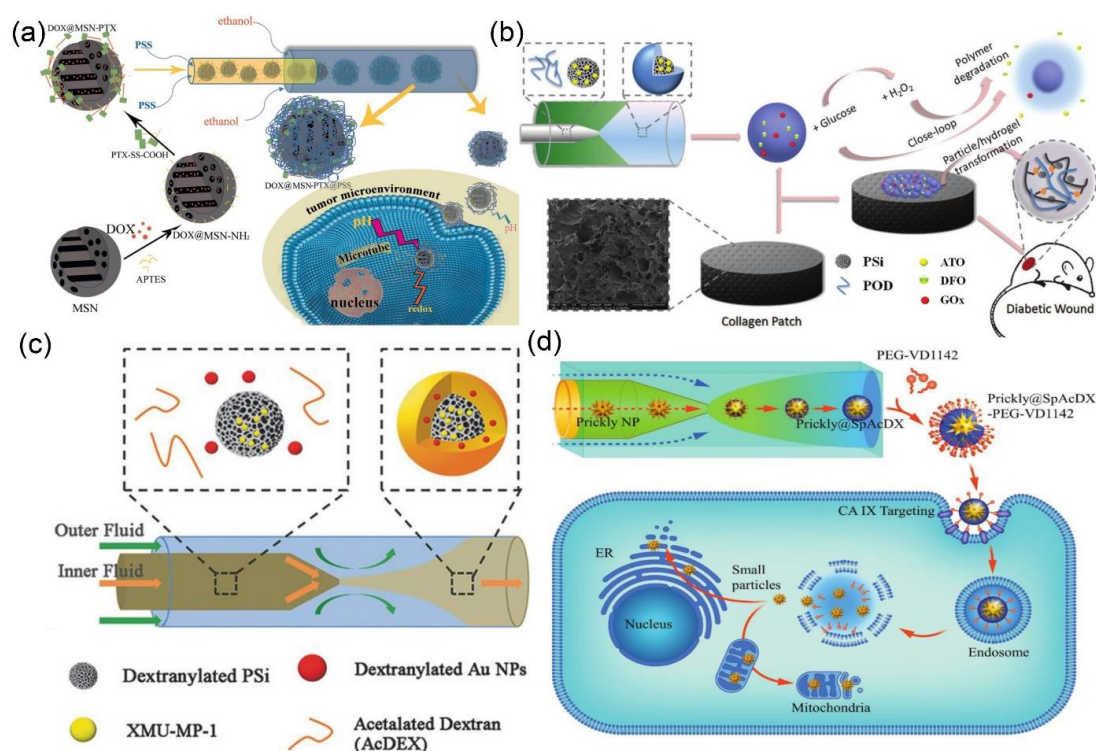 (a)
DOX@MSN-PTX
PSS
PSS
ethanol
ethanol
PTX-SS-COOH
DOX@MSN-PTX@PSS
DOX
APTES
DOX@MSN-NH₂
MSN
tumor microenvironment
pH
pH
Microtube
nucleus
redox
(b)
+ Glucose
+ H₂O₂
Polymer
degradation
Close-loop
Particle/hydrogel
transformation
Collagen Patch
PSi
POD
ATO
DFO
GOx
Diabetic Wound
(c)
Outer Fluid
Inner Fluid
Dextranylated PSi
Dextranylated Au NPs
XMU-MP-1
Acetalated Dextran
(AcDEX)
(d)
PEG-VD1142
Prickly NP
Prickly@SpAcDX
Prickly@SpAcDX
-PEG-VD1142
CA IX Targeting
ER
Small
particles
Nucleus
Endosome
Mitochondria